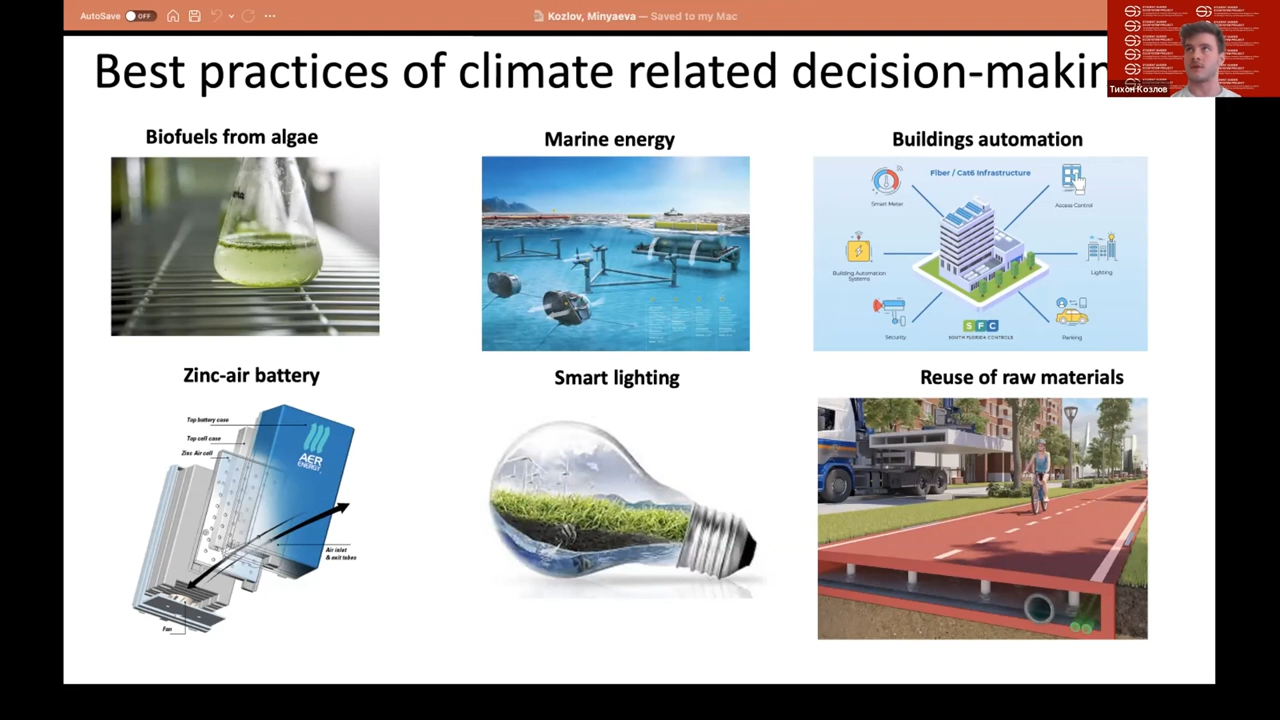 AutoSave OFF
Kozlov, Minyaeva — Saved to my Mac
Best practices of climate related decision-makin
Тихон Козлов
Biofuels from algae
Marine energy
Buildings automation
Fiber / Cat6 Infrastructure
Smart Meter
Access Control
Building Automation
Systems
Lighting
Security
SFC
SOUTH FLORIDA CONTROLS
Parking
Zinc-air battery
Smart lighting
Reuse of raw materials
Top battery case
Top cell case
Zinc Air cell
AER
ENERGY
Air inlet
& exit tubes
Fan